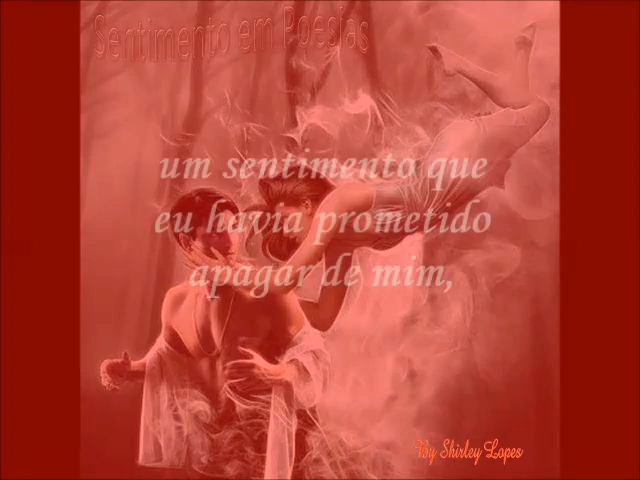 Sentimento em Poesias
um sentimento que
eu havia prometido
apagar de mim,
By Shirley Lopes